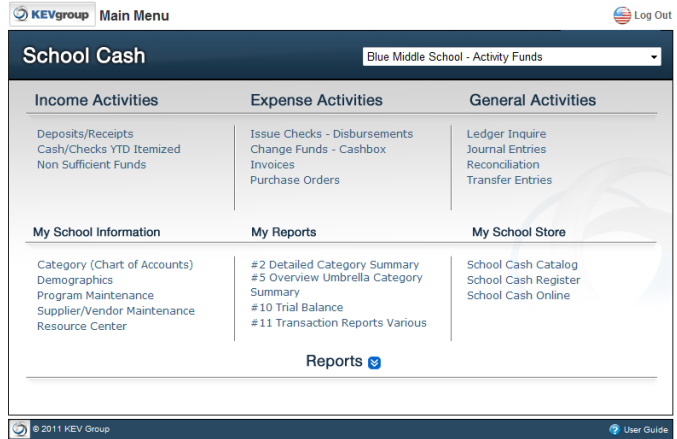 KEVgroup Main Menu Log Out
School Cash Blue Middle School - Activity Funds
Income Activities
Deposits/Receipts
Cash/Checks YTD Itemized
Non Sufficient Funds
Expense Activities
Issue Checks - Disbursements
Change Funds - Cashbox
Invoices
Purchase Orders
General Activities
Ledger Inquire
Journal Entries
Reconciliation
Transfer Entries
My School Information
Category (Chart of Accounts)
Demographics
Program Maintenance
Supplier/Vendor Maintenance
Resource Center
My Reports
#2 Detailed Category Summary
#5 Overview Umbrella Category
Summary
#10 Trial Balance
#11 Transaction Reports Various
My School Store
School Cash Catalog
School Cash Register
School Cash Online
Reports
© 2011 KEV Group
User Guide